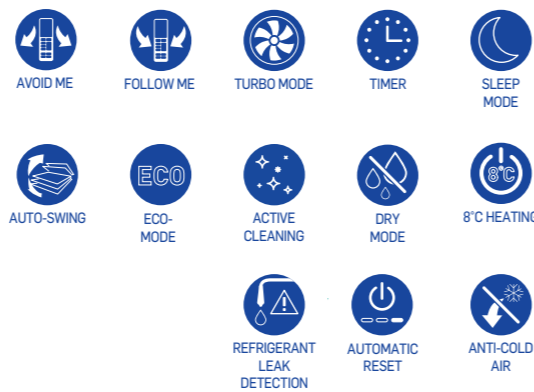 AVOID ME
FOLLOW ME
TURBO MODE
TIMER
SLEEP
MODE
ECO
8°C
AUTO-SWING
ECO-
MODE
ACTIVE
CLEANING
DRY
MODE
8°C HEATING
REFRIGERANT
LEAK
DETECTION
AUTOMATIC
RESET
ANTI-COLD
AIR